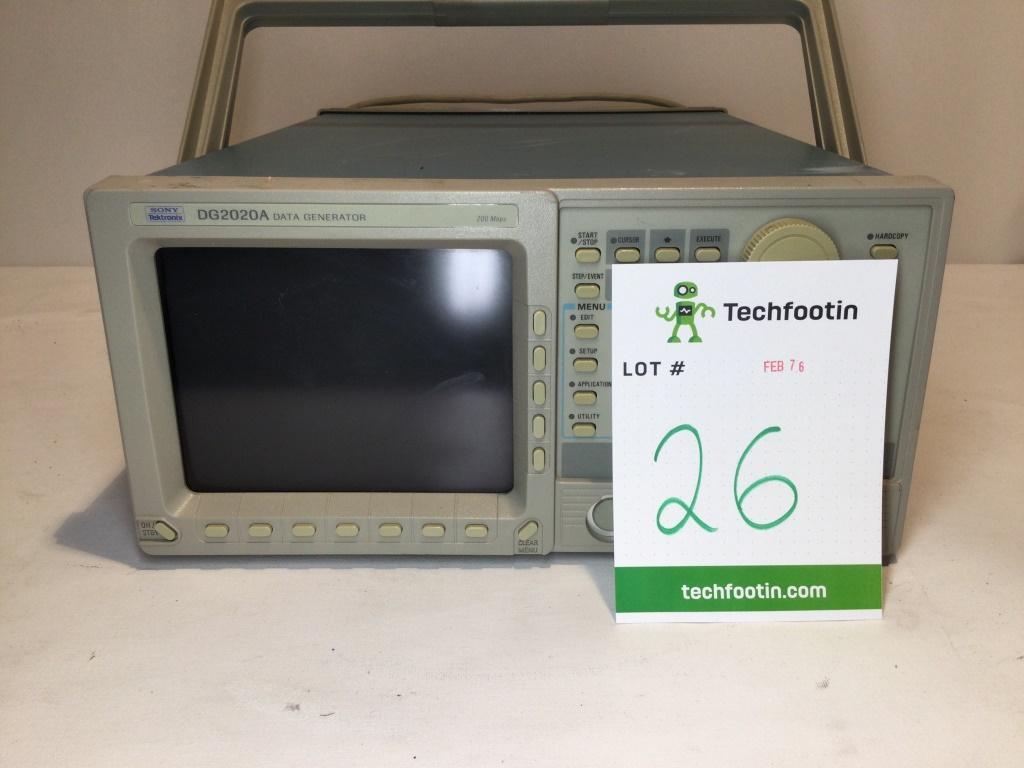 SONY
Tektronix
DG2020A DATA GENERATOR
200 Mbps
START
/STOP
CURSOR
EXECUTE
HARDCOPY
STEP/EVENT
MENU
EDIT
SETUP
APPLICATION
UTILITY
ON/
STBY
CLEAR
MENU
Techfootin
LOT #
FEB 7 6
26
techfootin.com